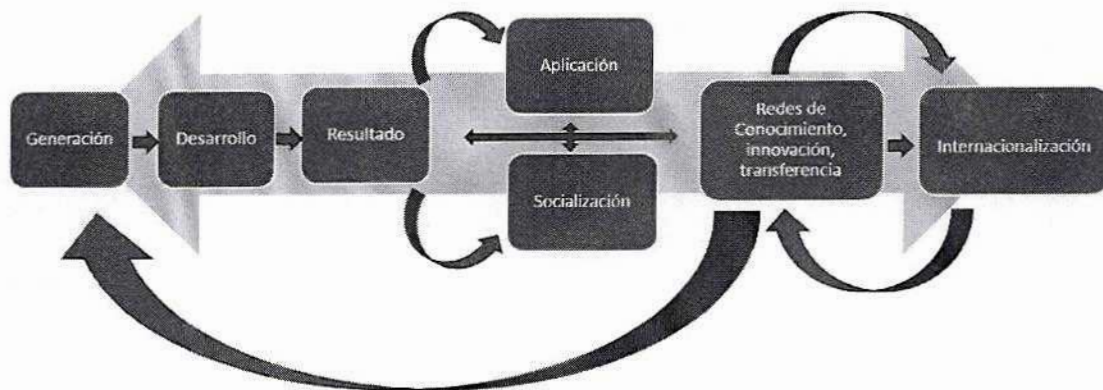 Generación
Desarrollo
Resultado
Aplicación
Socialización
Redes de
Conocimiento,
innovación,
transferencia
Internacionalización